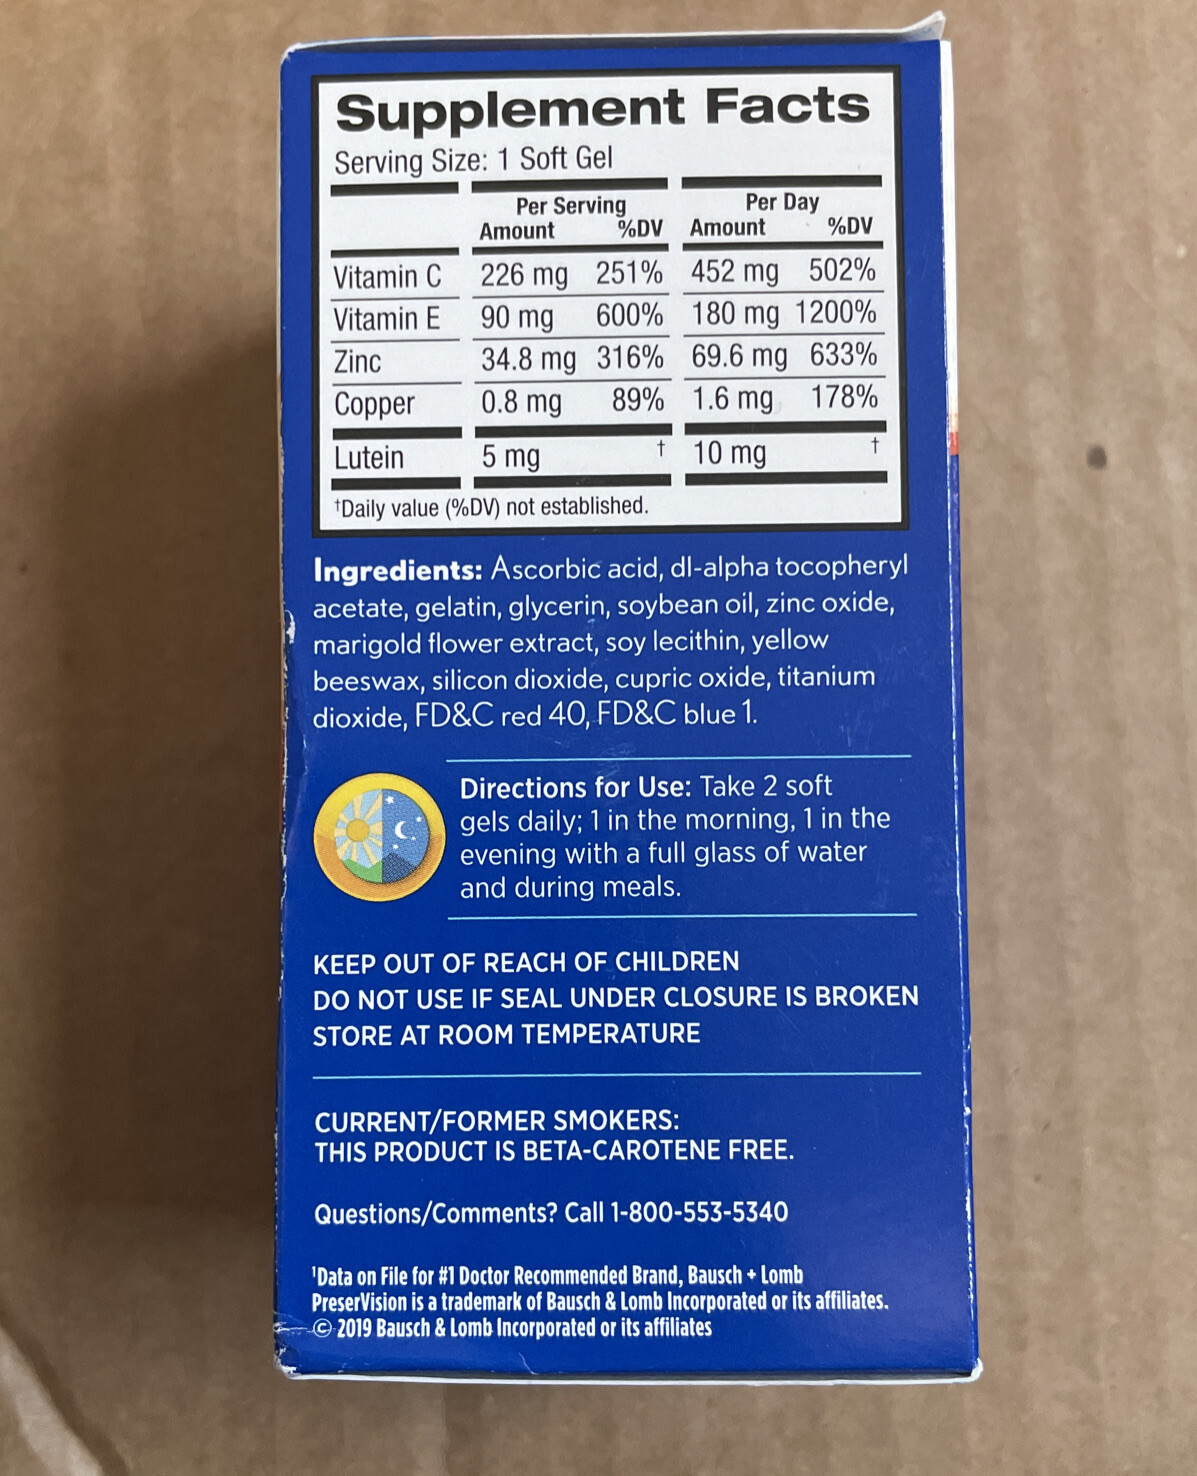 Supplement Facts
Serving Size: 1 Soft Gel
Per Serving Per Day
Amount %DV Amount %DV
Vitamin C 226 mg 251% 452 mg 502%
Vitamin E 90 mg 600% 180 mg 1200%
Zinc 34.8 mg 316% 69.6 mg 633%
Copper 0.8 mg 89% 1.6 mg 178%
Lutein 5 mg † 10 mg †
†Daily value (%DV) not established.
Ingredients: Ascorbic acid, dl-alpha tocopheryl
acetate, gelatin, glycerin, soybean oil, zinc oxide,
marigold flower extract, soy lecithin, yellow
beeswax, silicon dioxide, cupric oxide, titanium
dioxide, FD&C red 40, FD&C blue 1.
Directions for Use: Take 2 soft
gels daily; 1 in the morning, 1 in the
evening with a full glass of water
and during meals.
KEEP OUT OF REACH OF CHILDREN
DO NOT USE IF SEAL UNDER CLOSURE IS BROKEN
STORE AT ROOM TEMPERATURE
CURRENT/FORMER SMOKERS:
THIS PRODUCT IS BETA-CAROTENE FREE.
Questions/Comments? Call 1-800-553-5340
¹Data on File for #1 Doctor Recommended Brand, Bausch + Lomb
PreserVision is a trademark of Bausch & Lomb Incorporated or its affiliates.
© 2019 Bausch & Lomb Incorporated or its affiliates